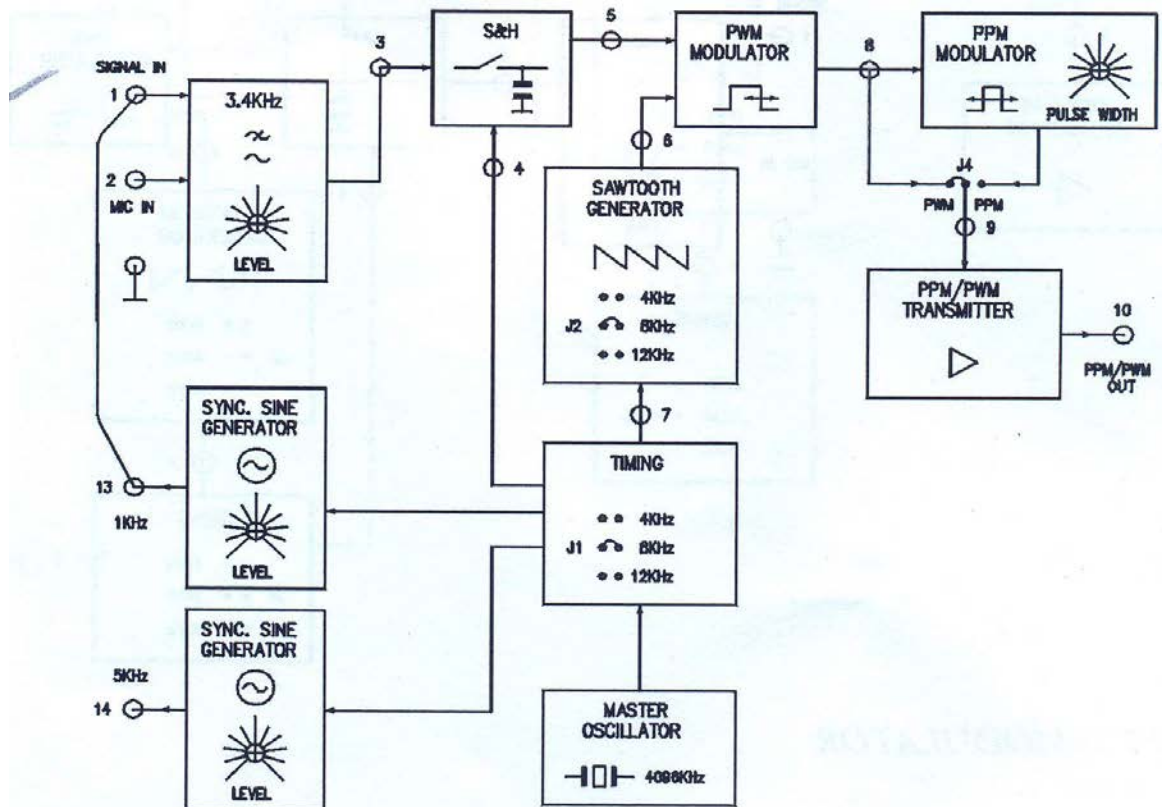 SIGNAL IN
1
2
MIC IN
3.4KHz
LEVEL
3
S&H
4
5
PWM
MODULATOR
6
SAWTOOTH
GENERATOR
4KHz
J2 8KHz
12KHz
7
TIMING
4KHz
J1 8KHz
12KHz
MASTER
OSCILLATOR
4096KHz
8
PPM
MODULATOR
PULSE WIDTH
J4
PWM PPM
9
PPM/PWM
TRANSMITTER
10
PPM/PWM
OUT
SYNC. SINE
GENERATOR
LEVEL
13
1KHz
SYNC. SINE
GENERATOR
LEVEL
5KHz
14